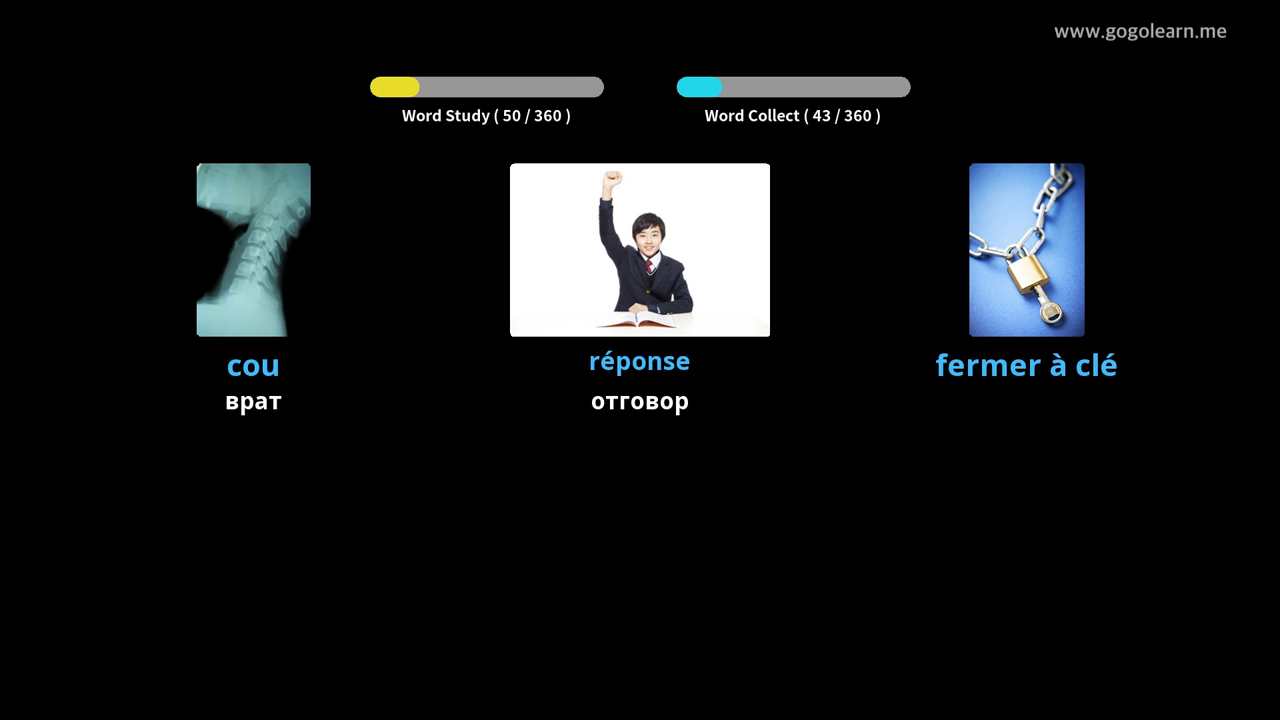 www.gogolearn.me
Word Study ( 50 / 360 )
Word Collect ( 43 / 360 )
cou
réponse
fermer à clé
врат
отговор